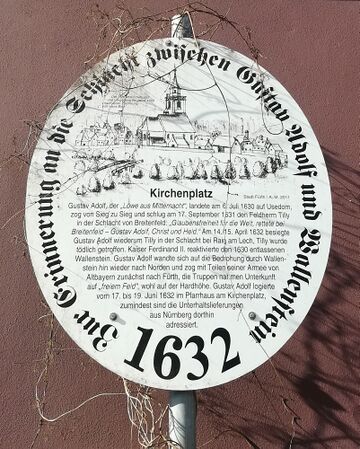 Zur Erinnerung an die Schlacht zwischen Gustav Adolf und Wallenstein
Kirchenplatz
Stadt Fürth
Gustav Adolf, der „Löwe aus Mitternacht", landete am 6. Juli 1630 auf Usedom,
zog von Sieg zu Sieg und schlug am 17. September 1631 den Feldherrn Tilly
in der Schlacht von Breitenfeld: „Glaubensfreiheit für die Welt, rettete bei
Breitenfeld – Gustav Adolf, Christ und Held." Am 14./15. April 1632 besiegte
Gustav Adolf wiederum Tilly in der Schlacht bei Rain am Lech, Tilly wurde
tödlich getroffen. Kaiser Ferdinand II. reaktivierte den 1630 entlassenen
Wallenstein. Gustav Adolf wandte sich auf die Bedrohung durch Wallen-
stein hin wieder nach Norden und zog mit Teilen seiner Armee von
Altbayern zunächst nach Fürth, die Truppen nahmen Unterkunft
auf „freiem Feld", wohl auf der Hardhöhe. Gustav Adolf logierte
vom 17. bis 19. Juni 1632 im Pfarrhaus am Kirchenplatz,
zumindest sind die Unterhaltslieferungen
aus Nürnberg dorthin
adressiert.
1632